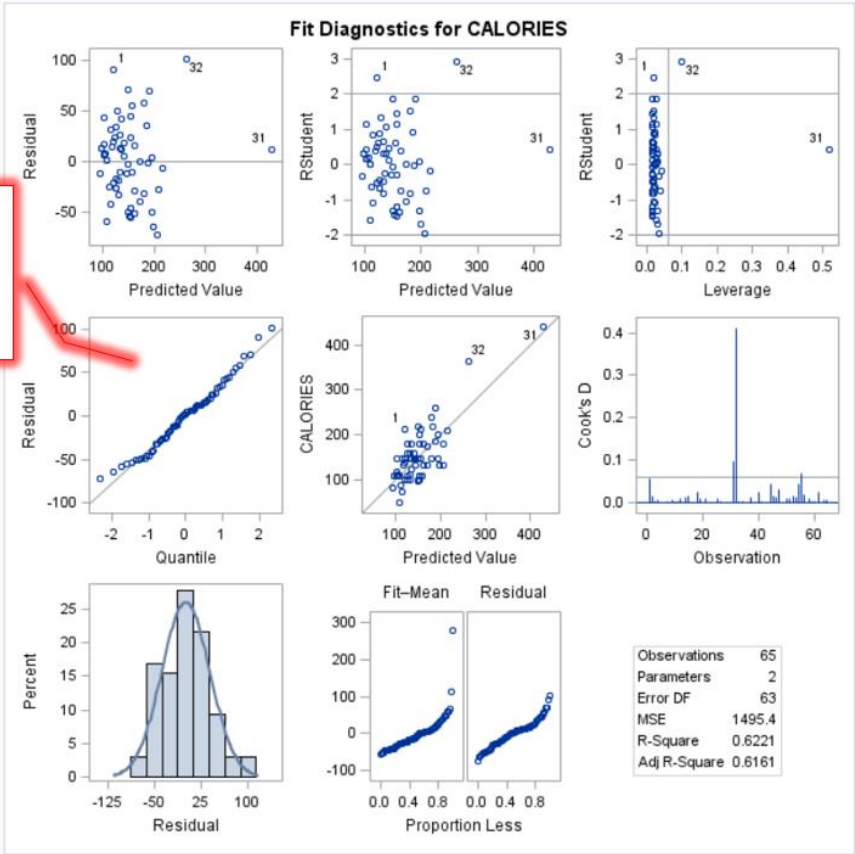 Fit Diagnostics for CALORIES
100
50
0
-50
Residual
1
32
31
100 200 300 400
Predicted Value
3
2
1
0
-1
-2
RStudent
1
32
31
100 200 300 400
Predicted Value
3
2
1
0
-1
-2
RStudent
1
32
31
0.0 0.1 0.2 0.3 0.4 0.5
Leverage
100
50
0
-50
-100
Residual
-2 -1 0 1 2
Quantile
400
300
200
100
CALORIES
1
32
31
100 200 300 400
Predicted Value
0.4
0.3
0.2
0.1
0.0
Cook's D
0 20 40 60
Observation
25
20
15
10
5
0
Percent
-125 -50 25 100
Residual
Fit–Mean Residual
300
200
100
0
-100
0.0 0.4 0.8 0.0 0.4 0.8
Proportion Less
Observations 65
Parameters 2
Error DF 63
MSE 1495.4
R-Square 0.6221
Adj R-Square 0.6161